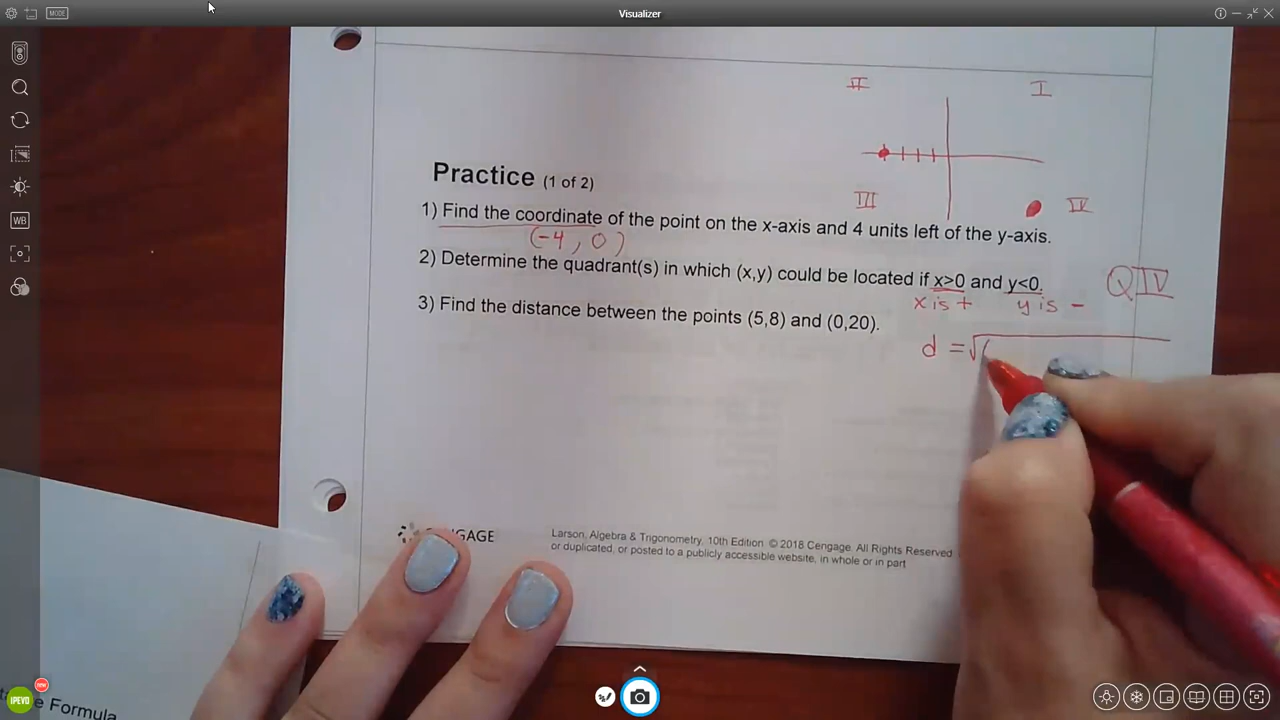 MODE
Visualizer
II
I
III
IV
Practice (1 of 2)
1) Find the coordinate of the point on the x-axis and 4 units left of the y-axis.
(-4, 0)
2) Determine the quadrant(s) in which (x,y) could be located if x>0 and y<0.
x is +
y is -
QIV
3) Find the distance between the points (5,8) and (0,20).
d = √(
WB
GAGE
Larson, Algebra & Trigonometry, 10th Edition. © 2018 Cengage. All Rights Reserved
or duplicated, or posted to a publicly accessible website, in whole or in part
e Formula
IPEVO